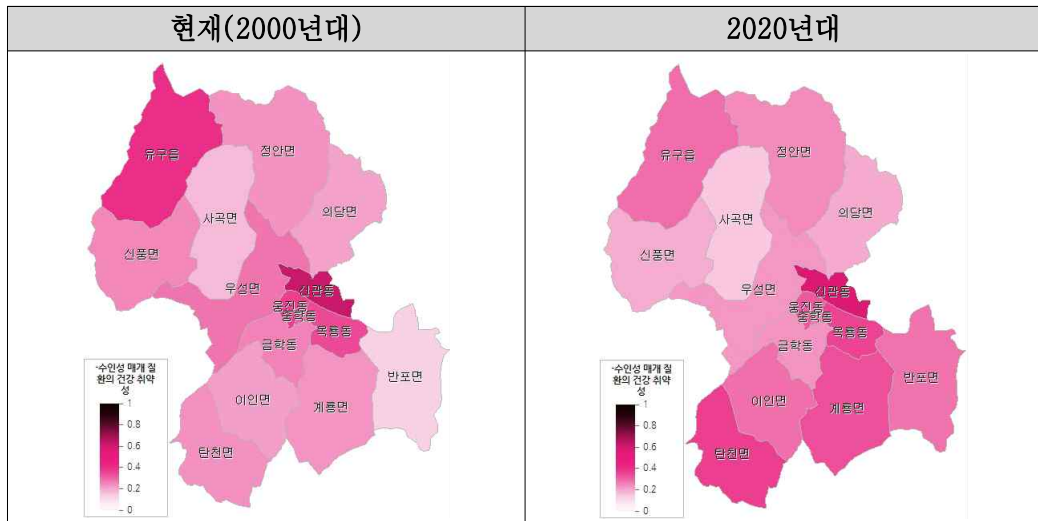 현재(2000년대)
2020년대
유구읍
정안면
사곡면
의당면
신풍면
우성면
신관동
웅진동
중학동
옥룡동
금학동
반포면
이인면
계룡면
탄천면
·수인성 매개 질
환의 건강 취약
성
1
0.8
0.6
0.4
0.2
0
유구읍
정안면
사곡면
의당면
신풍면
우성면
신관동
웅진동
중학동
옥룡동
금학동
반포면
이인면
계룡면
탄천면
·수인성 매개 질
환의 건강 취약
성
1
0.8
0.6
0.4
0.2
0